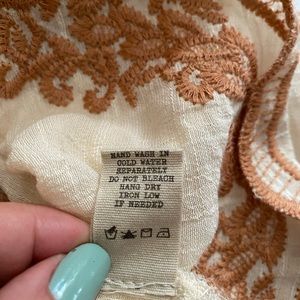 HAND WASH IN
COLD WATER
SEPARATELY
DO NOT BLEACH
HANG DRY
IRON LOW
IF NEEDED